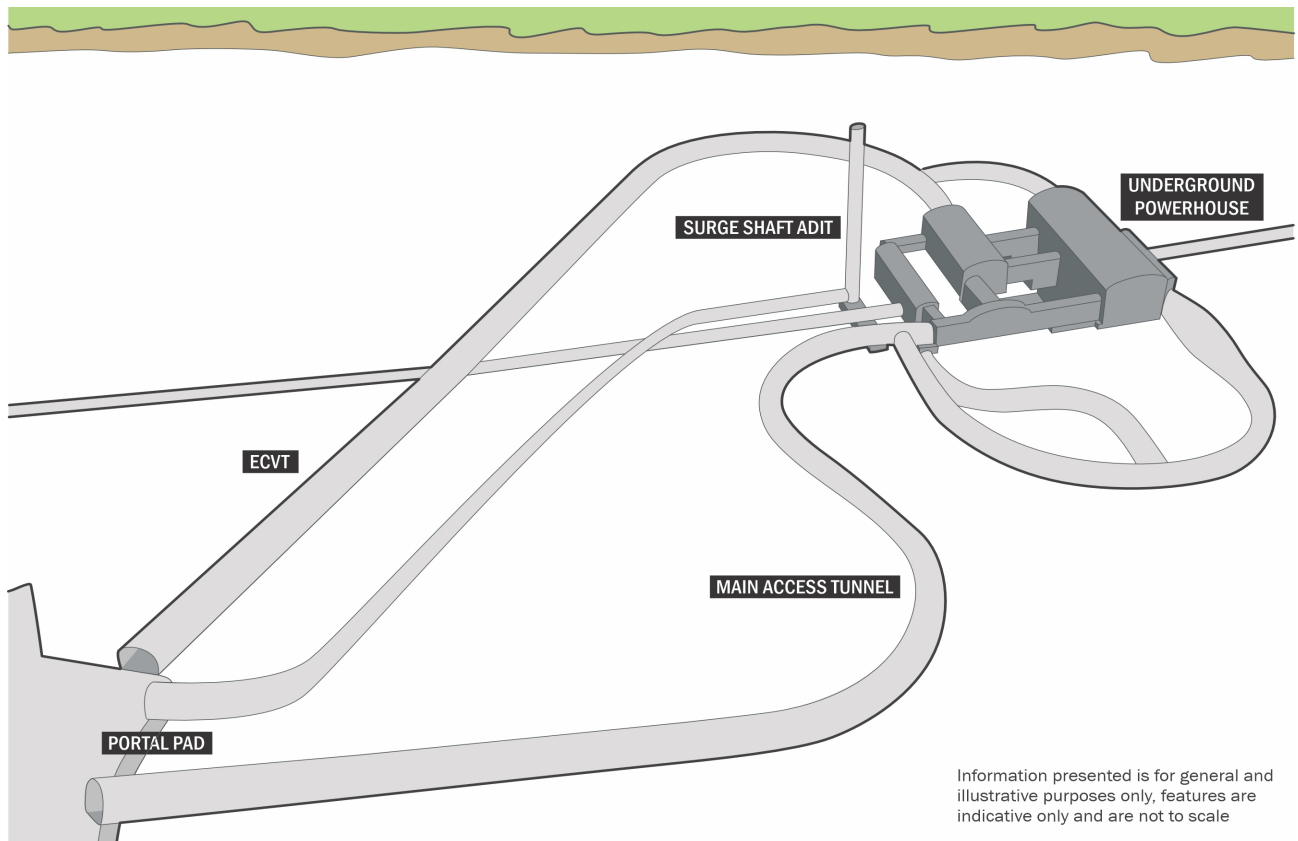 UNDERGROUND
POWERHOUSE
SURGE SHAFT ADIT
ECVT
MAIN ACCESS TUNNEL
PORTAL PAD
Information presented is for general and
illustrative purposes only, features are
indicative only and are not to scale